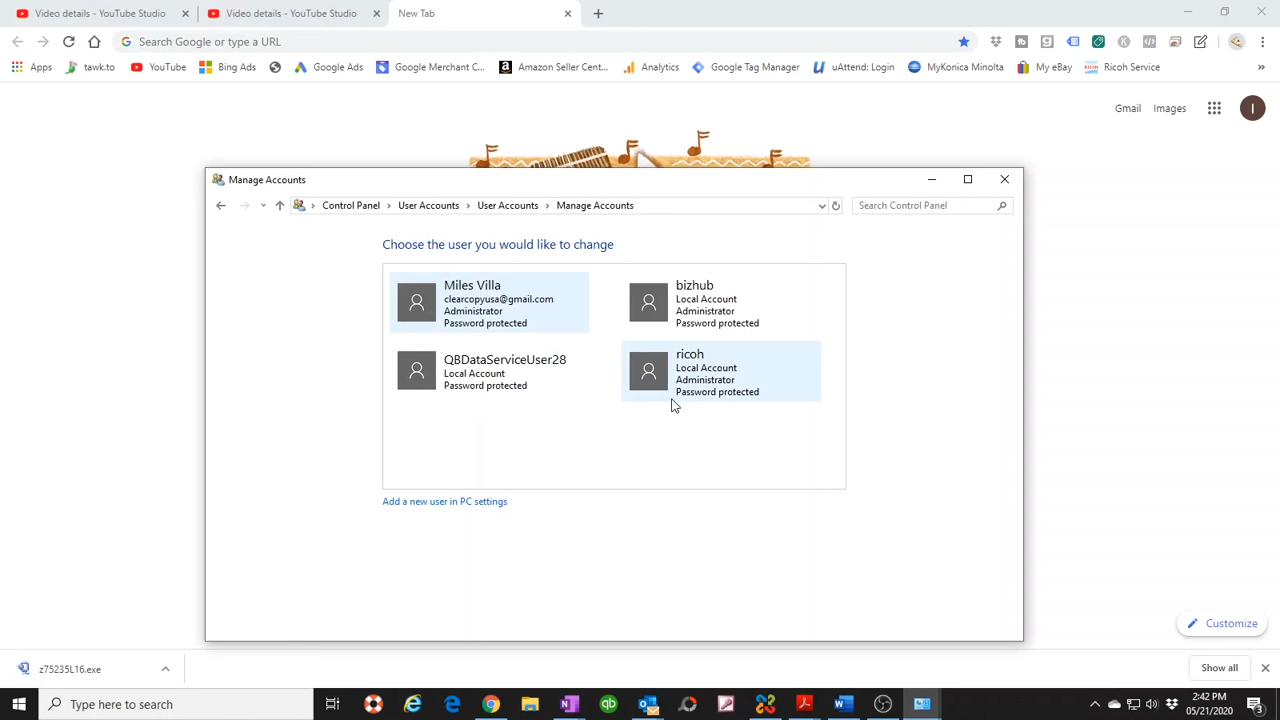 Video details - YouTube Studio
Video details - YouTube Studio
New Tab
Search Google or type a URL
Apps
tawk.to
YouTube
Bing Ads
Google Ads
Google Merchant C...
Amazon Seller Cent...
Analytics
Google Tag Manager
uAttend: Login
MyKonica Minolta
My eBay
Ricoh Service
»
Gmail Images
I
Manage Accounts
Control Panel > User Accounts > User Accounts > Manage Accounts
Search Control Panel
Choose the user you would like to change
Miles Villa
clearcopyusa@gmail.com
Administrator
Password protected
bizhub
Local Account
Administrator
Password protected
QBDataServiceUser28
Local Account
Password protected
ricoh
Local Account
Administrator
Password protected
Add a new user in PC settings
Customize
z75235L16.exe
Show all
Type here to search
2:42 PM
05/21/2020
3